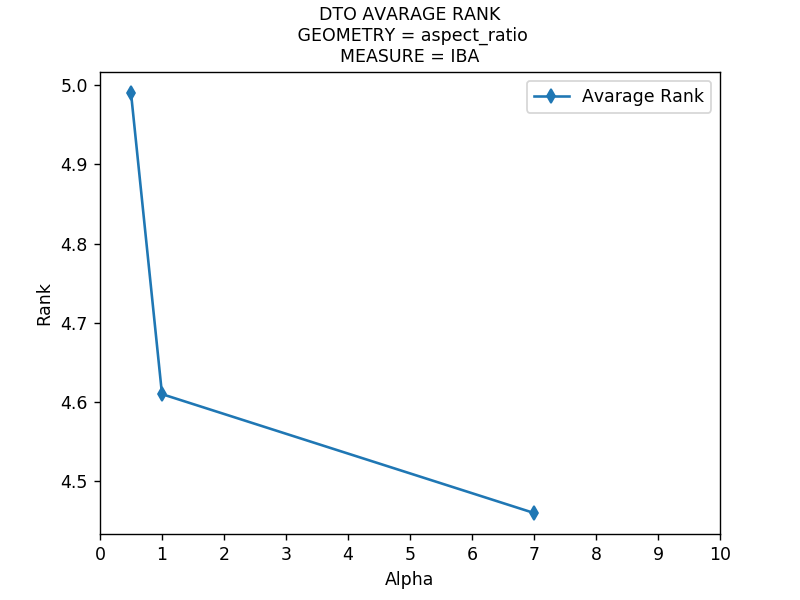 DTO AVARAGE RANK
GEOMETRY = aspect_ratio
MEASURE = IBA
Avarage Rank
5.0
4.9
4.8
4.7
4.6
4.5
Rank
0 1 2 3 4 5 6 7 8 9 10
Alpha